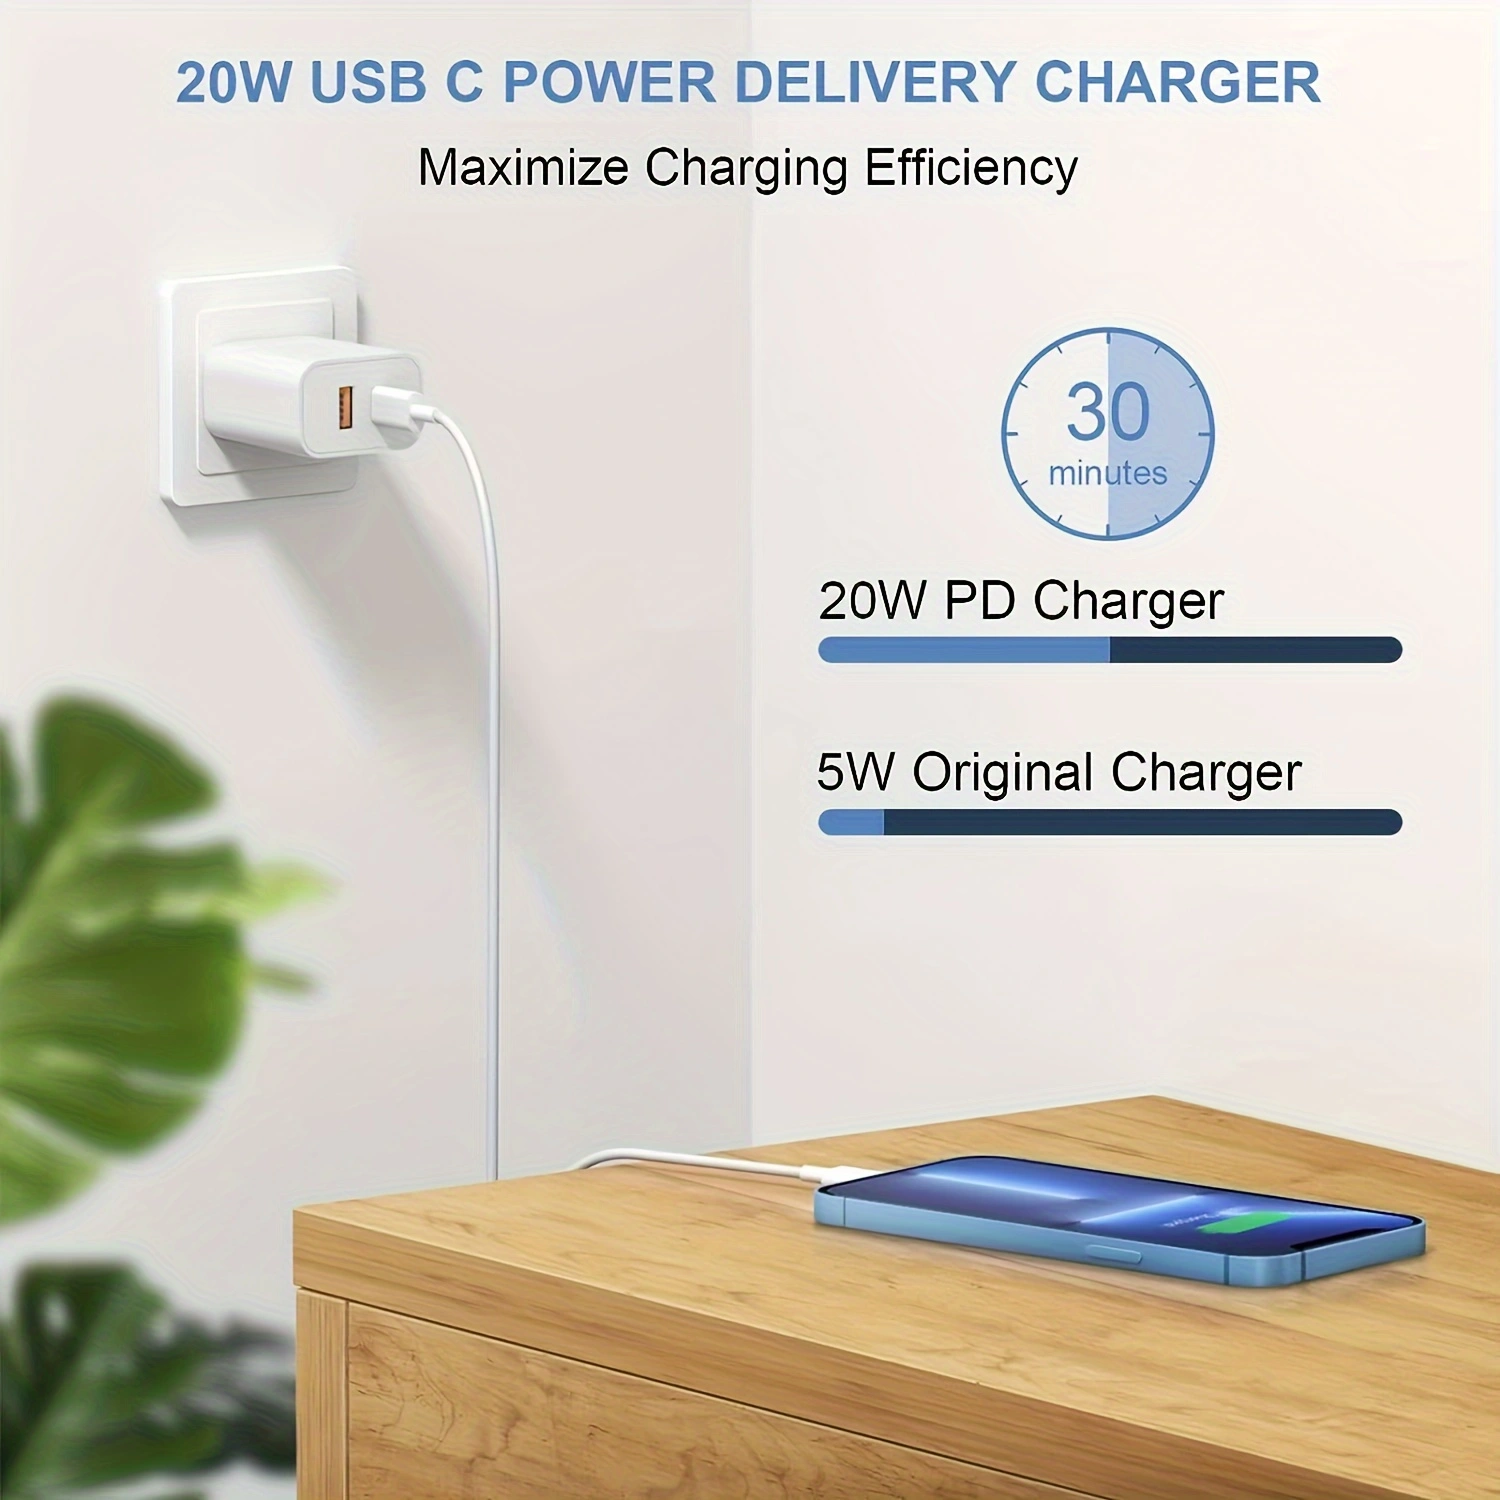 20W USB C POWER DELIVERY CHARGER
Maximize Charging Efficiency
30
minutes
20W PD Charger
5W Original Charger